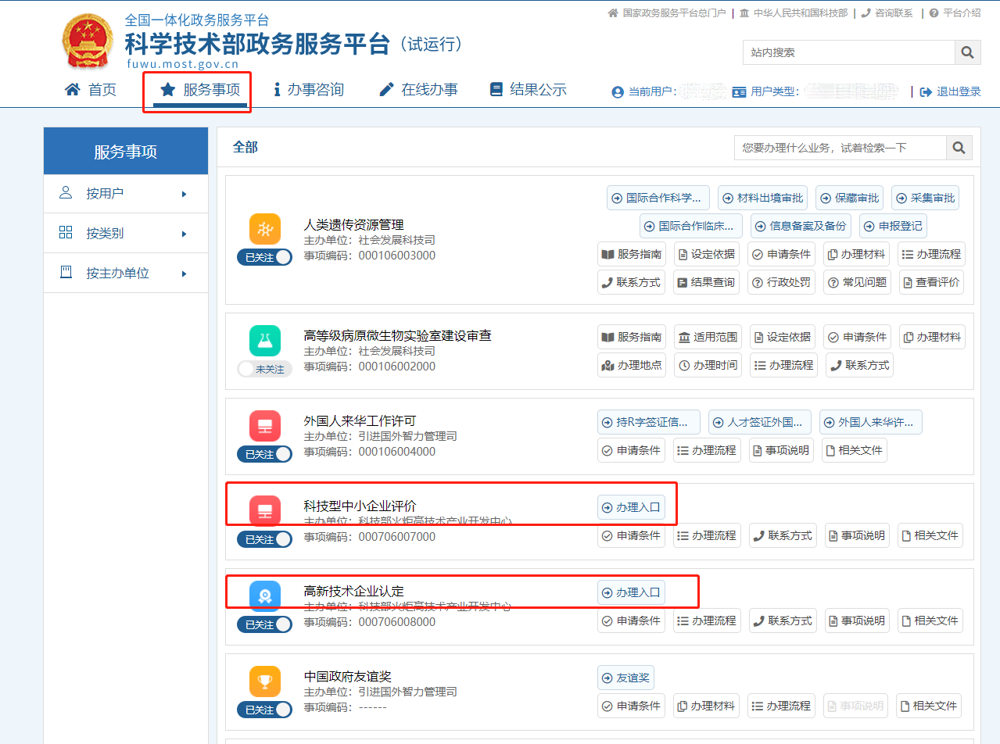 国家政务服务平台总门户 | 中华人民共和国科技部 | 咨询联系 | 平台介绍
全国一体化政务服务平台
科学技术部政务服务平台（试运行）
fuwu.most.gov.cn
站内搜索
首页 服务事项 办事咨询 在线办事 结果公示
当前用户： 用户类型： | 退出登录
服务事项
按用户
按类别
按主办单位
全部
您要办理什么业务，试着检索一下
人类遗传资源管理
主办单位：社会发展科技司
事项编码：000106003000
已关注
国际合作科学... 材料出境审批 保藏审批 采集审批
国际合作临床... 信息备案及备份 申报登记
服务指南 设定依据 申请条件 办理材料 办理流程
联系方式 结果查询 行政处罚 常见问题 查看评价
高等级病原微生物实验室建设审查
主办单位：社会发展科技司
事项编码：000106002000
未关注
服务指南 适用范围 设定依据 申请条件 办理材料
办理地点 办理时间 办理流程 联系方式
外国人来华工作许可
主办单位：引进国外智力管理司
事项编码：000106004000
已关注
持R字签证信... 人才签证外国... 外国人来华许...
申请条件 办理流程 事项说明 相关文件
科技型中小企业评价
主办单位：科技部火炬高技术产业开发中心
事项编码：000706007000
已关注
办理入口
申请条件 办理流程 联系方式 事项说明 相关文件
高新技术企业认定
主办单位：科技部火炬高技术产业开发中心
事项编码：000706008000
已关注
办理入口
申请条件 办理流程 联系方式 事项说明 相关文件
中国政府友谊奖
主办单位：引进国外智力管理司
事项编码：------
已关注
友谊奖
申请条件 办理材料 办理流程 事项说明 相关文件